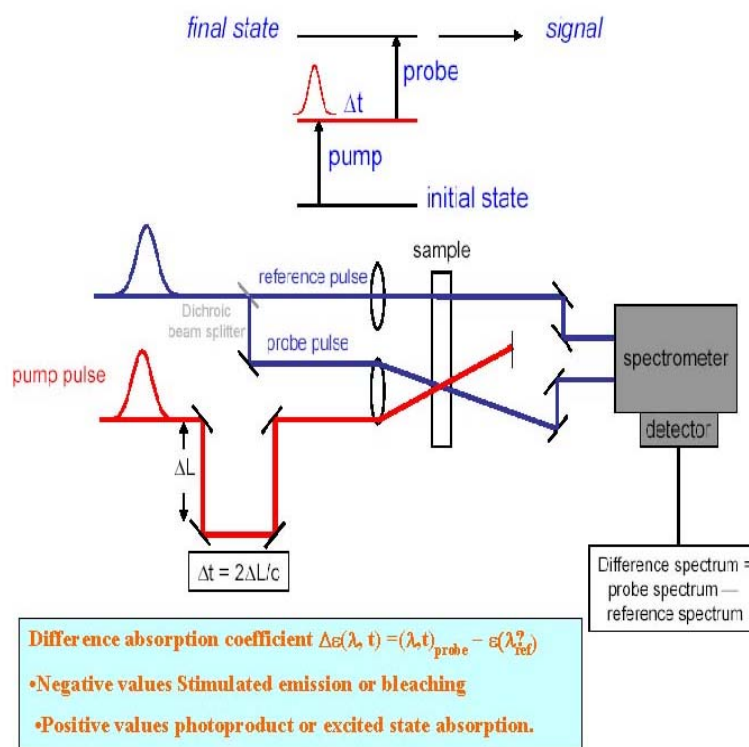 final state
signal
probe
Δt
pump
initial state
sample
reference pulse
Dichroic
beam splitter
probe pulse
pump pulse
spectrometer
detector
ΔL
Δt = 2ΔL/c
Difference spectrum =
probe spectrum —
reference spectrum
Difference absorption coefficient Δε(λ, t) =(λ,t)probe − ε(λ?ref)
•Negative values Stimulated emission or bleaching
•Positive values photoproduct or excited state absorption.